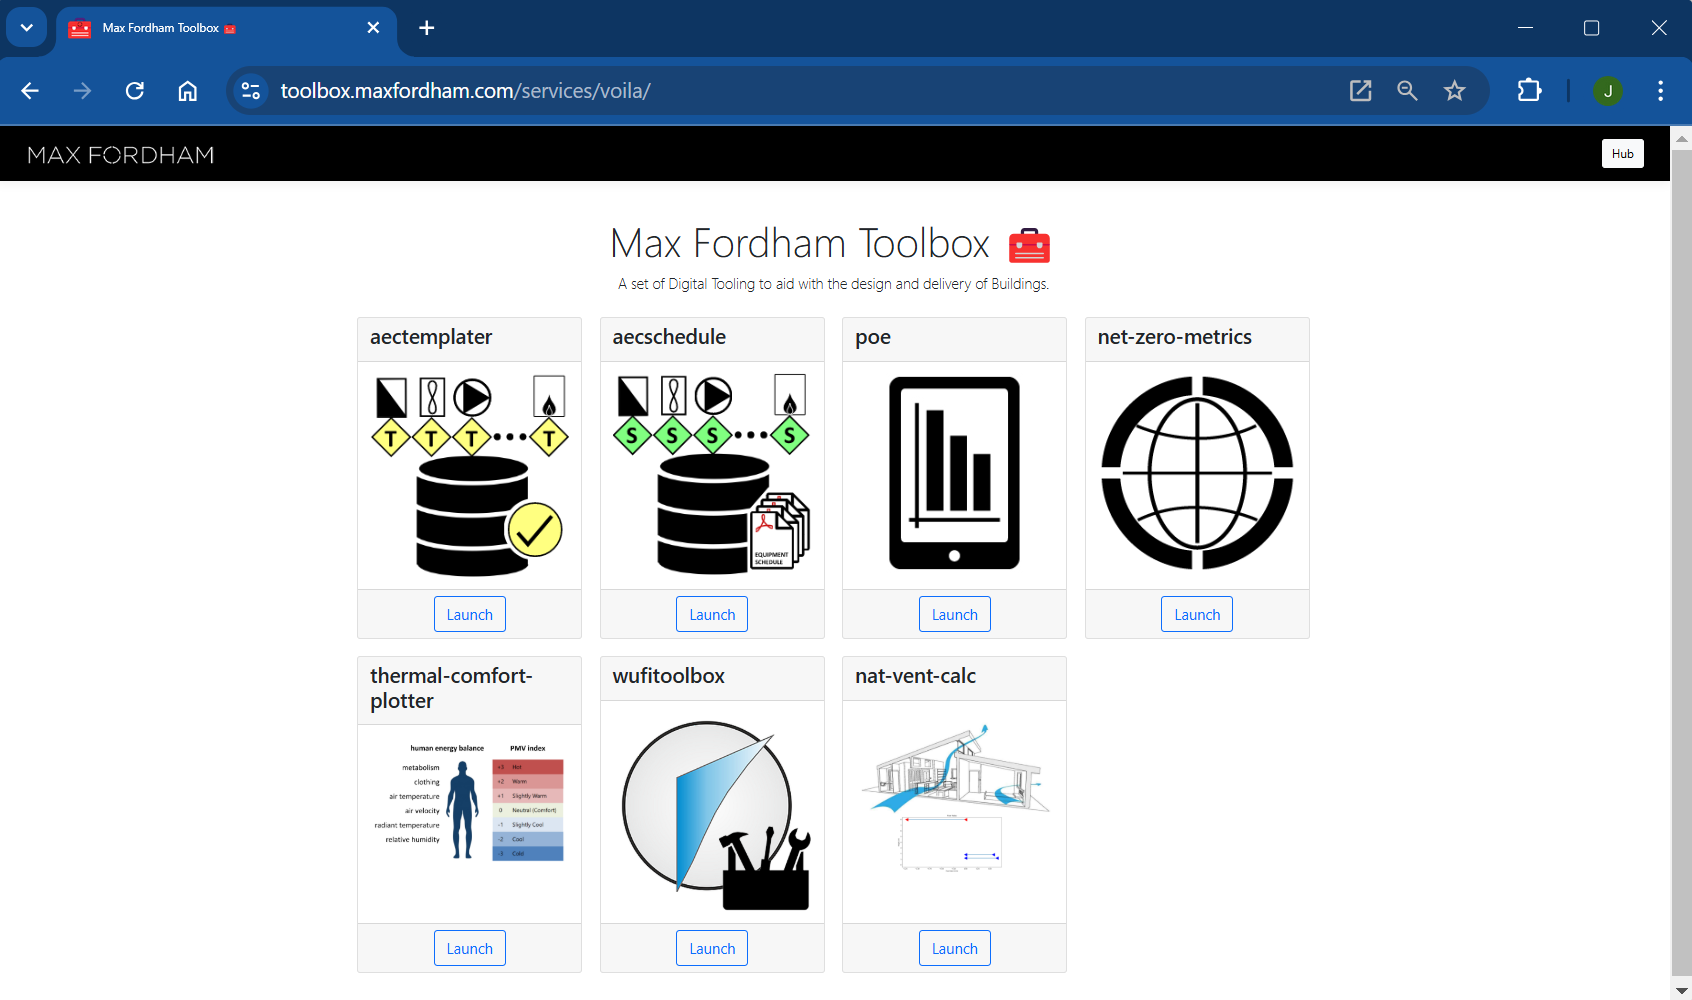 Max Fordham Toolbox
toolbox.maxfordham.com/services/voila/
J
MAX FORDHAM
Hub
Max Fordham Toolbox
A set of Digital Tooling to aid with the design and delivery of Buildings.
aectemplater
aecschedule
poe
net-zero-metrics
T T T T
S S S S
EQUIPMENT
SCHEDULE
Launch
Launch
Launch
Launch
thermal-comfort-
plotter
wufitoolbox
nat-vent-calc
human energy balance
PMV index
metabolism
clothing
air temperature
air velocity
radiant temperature
relative humidity
+3 Hot
+2 Warm
+1 Slightly Warm
0 Neutral (Comfort)
-1 Slightly Cool
-2 Cool
-3 Cold
Launch
Launch
Launch